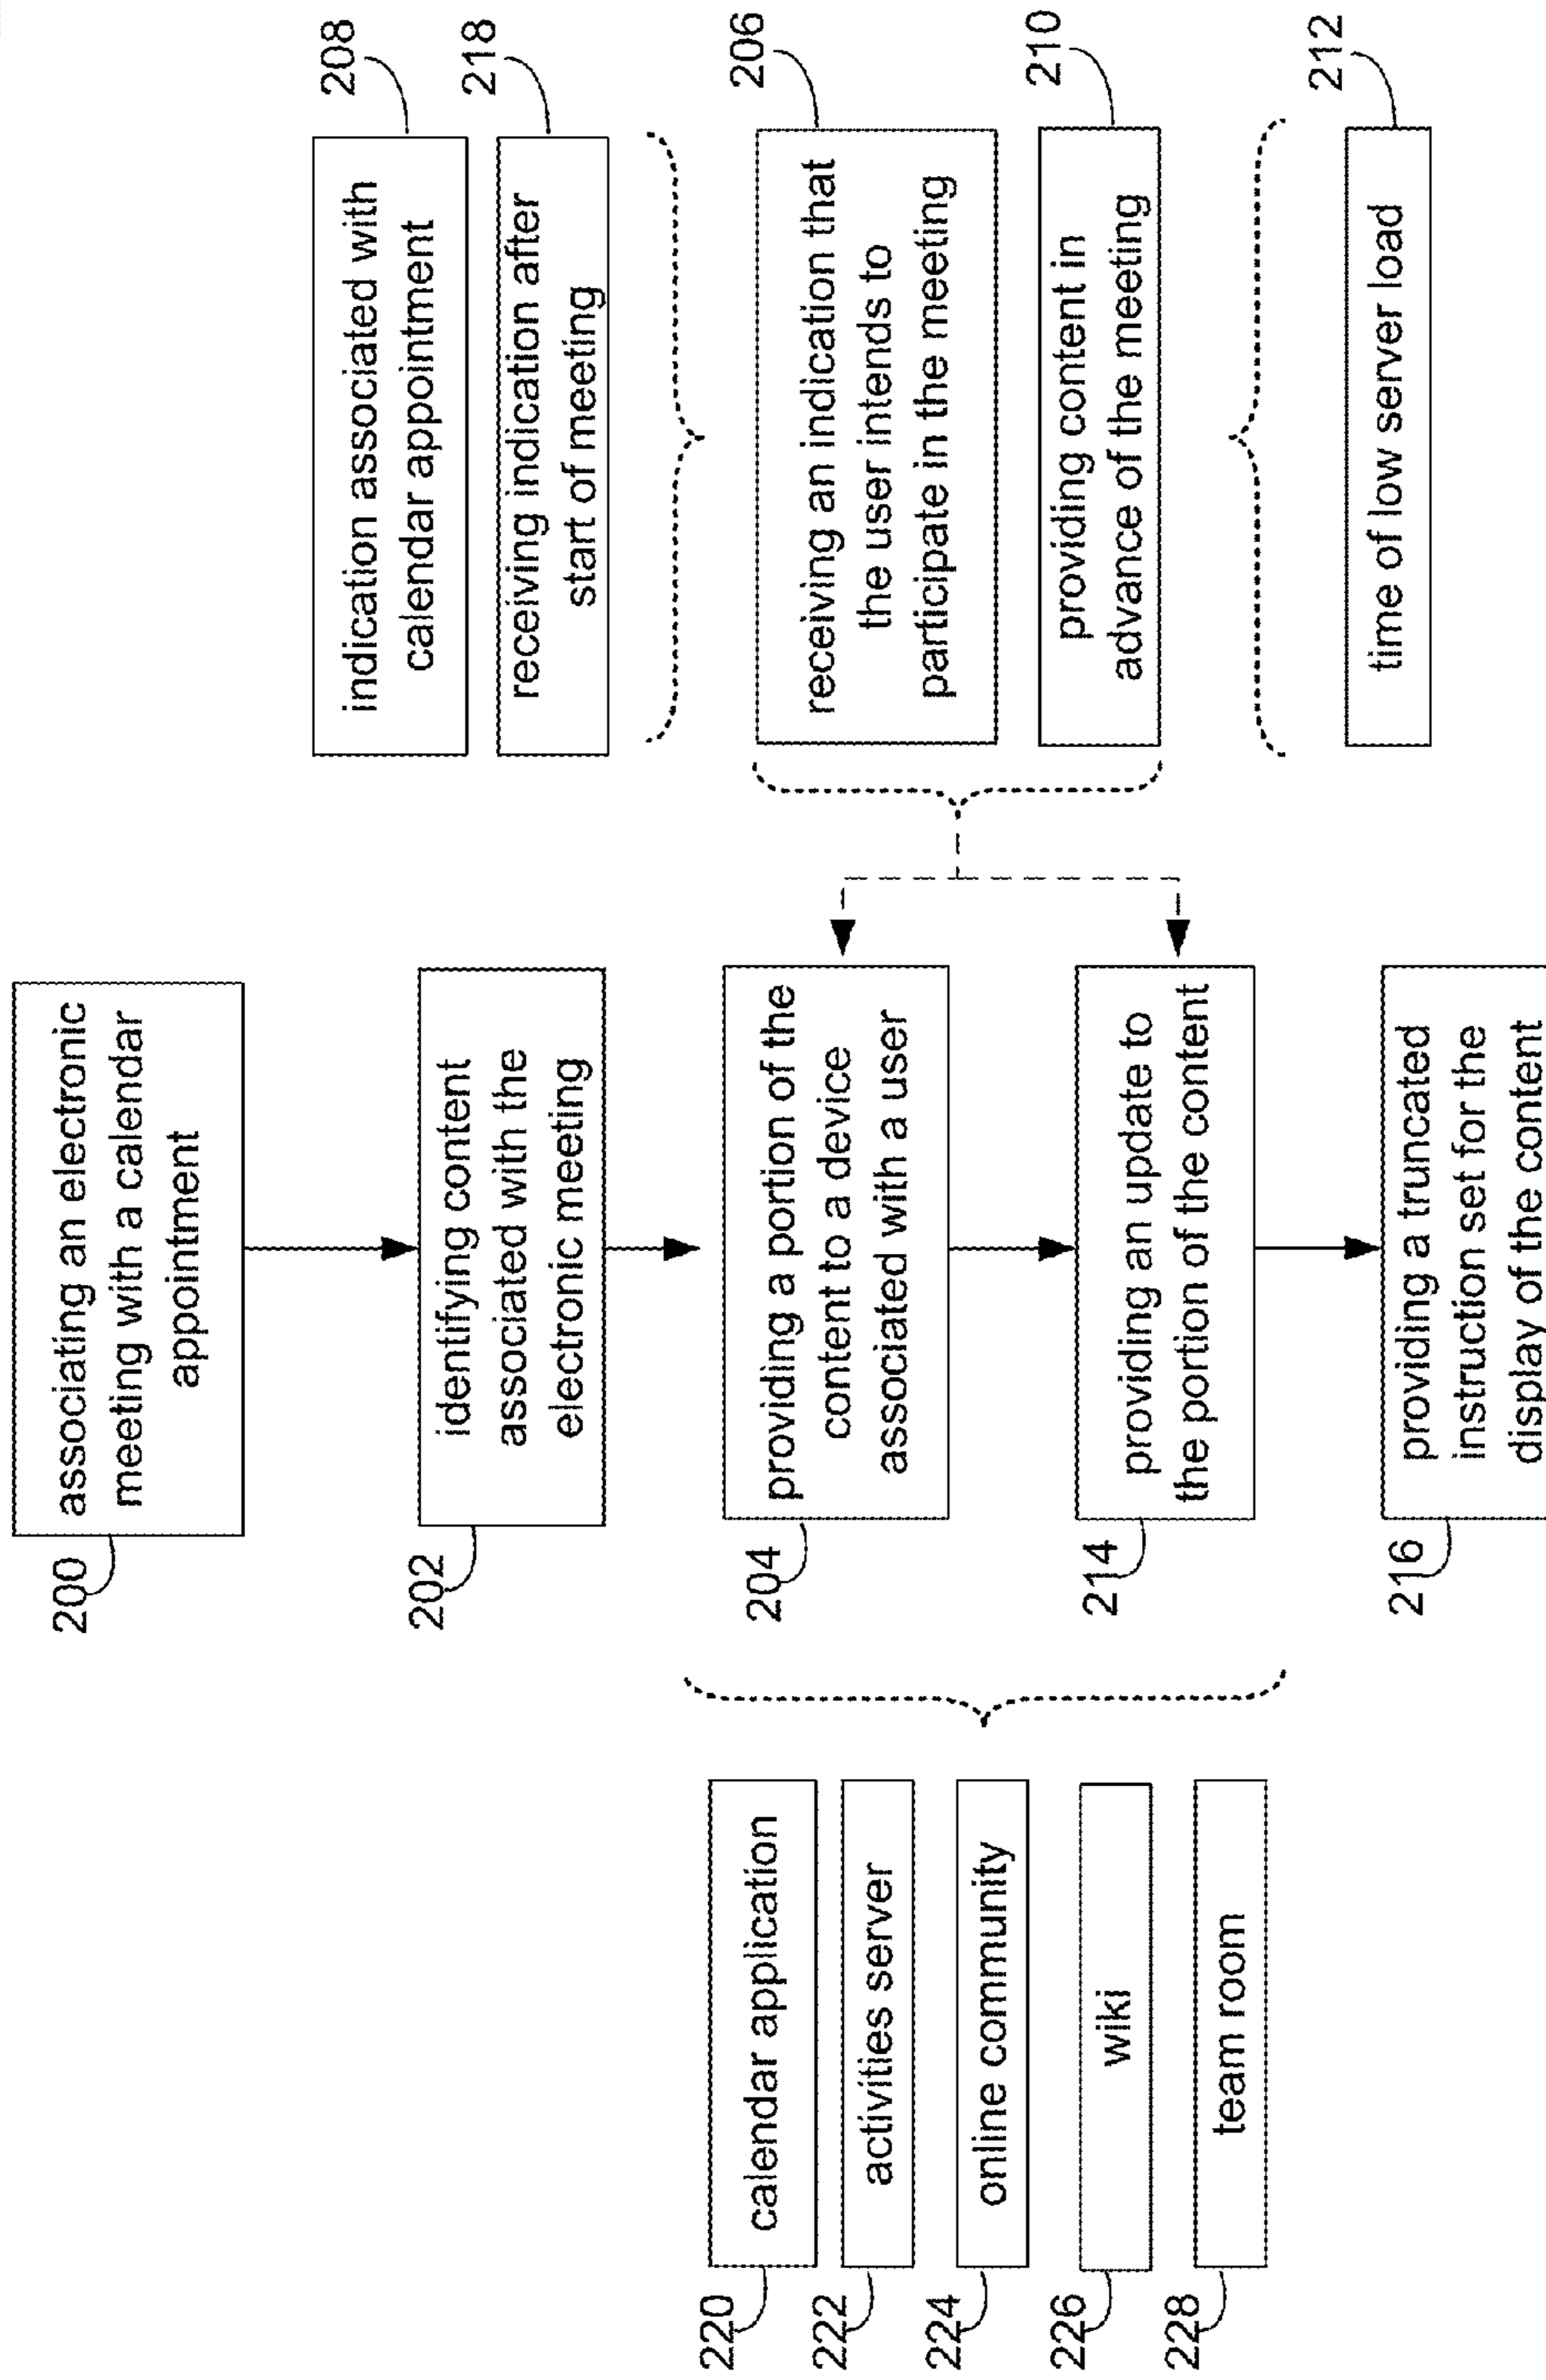 200
associating an electronic
meeting with a calendar
appointment
202
identifying content
associated with the
electronic meeting
204
providing a portion of the
content to a device
associated with a user
214
providing an update to
the portion of the content
216
providing a truncated
instruction set for the
display of the content
220
calendar application
222
activities server
224
online community
226
wiki
228
team room
208
indication associated with
calendar appointment
218
receiving indication after
start of meeting
206
receiving an indication that
the user intends to
participate in the meeting
210
providing content in
advance of the meeting
212
time of low server load